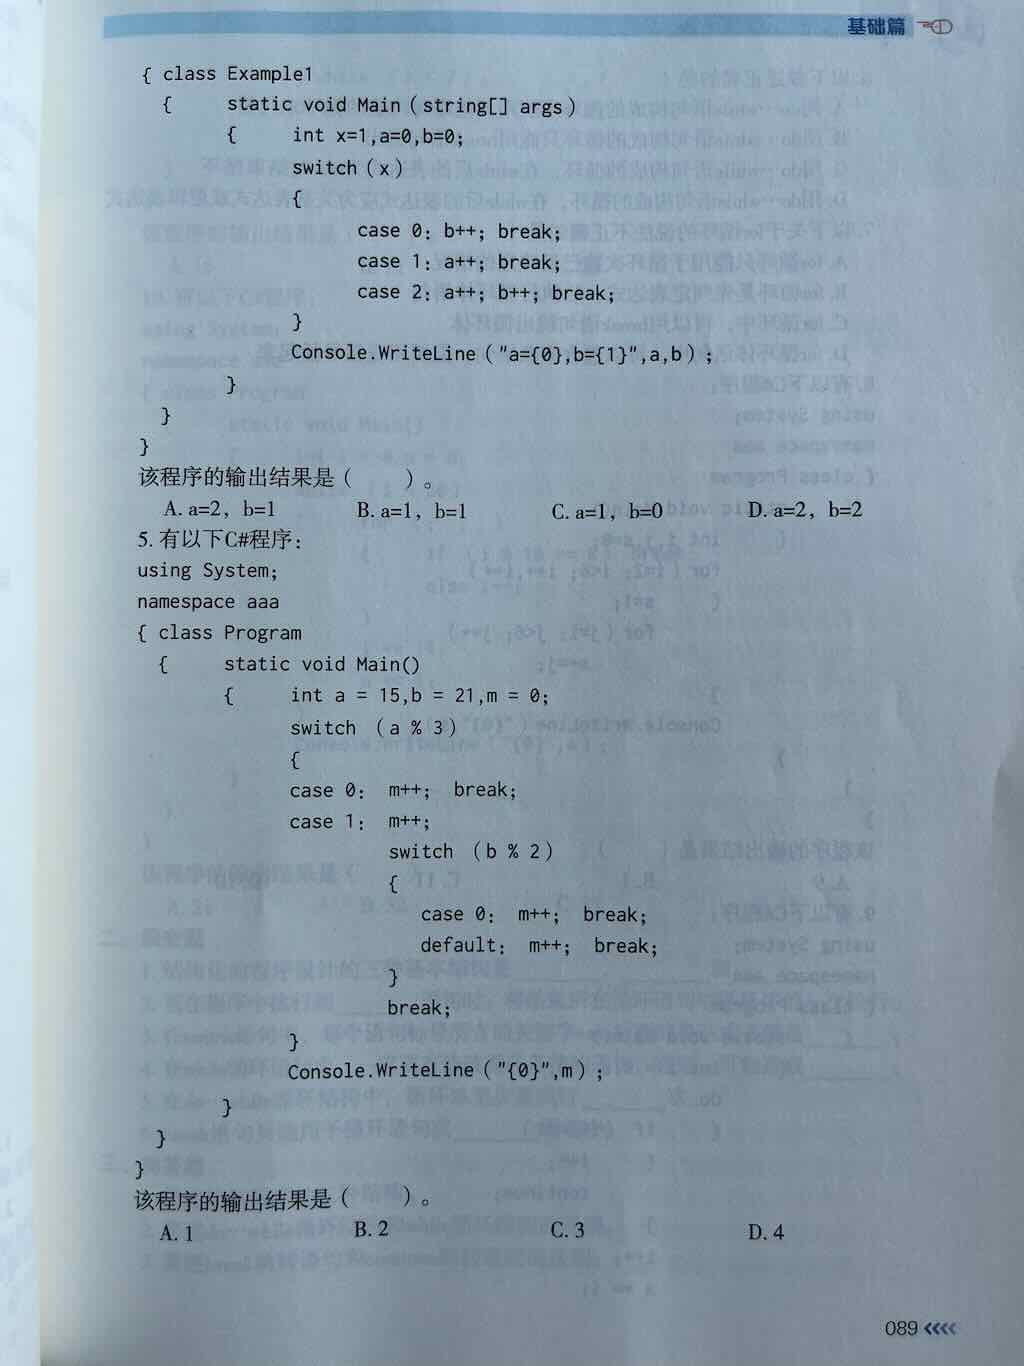 基础篇
{ class Example1
{ static void Main（string[] args）
{ int x=1,a=0,b=0;
switch（x）
{
case 0: b++; break;
case 1: a++; break;
case 2: a++; b++; break;
}
Console.WriteLine（"a={0},b={1}",a,b）;
}
}
}
该程序的输出结果是（ ）。
A. a=2，b=1 B. a=1，b=1 C. a=1，b=0 D. a=2，b=2
5. 有以下C#程序：
using System;
namespace aaa
{ class Program
{ static void Main()
{ int a = 15,b = 21,m = 0;
switch （a % 3）
{
case 0: m++; break;
case 1: m++;
switch （b % 2）
{
case 0: m++; break;
default: m++; break;
}
break;
}
Console.WriteLine（"{0}",m）;
}
}
}
该程序的输出结果是（ ）。
A. 1 B. 2 C. 3 D. 4
089